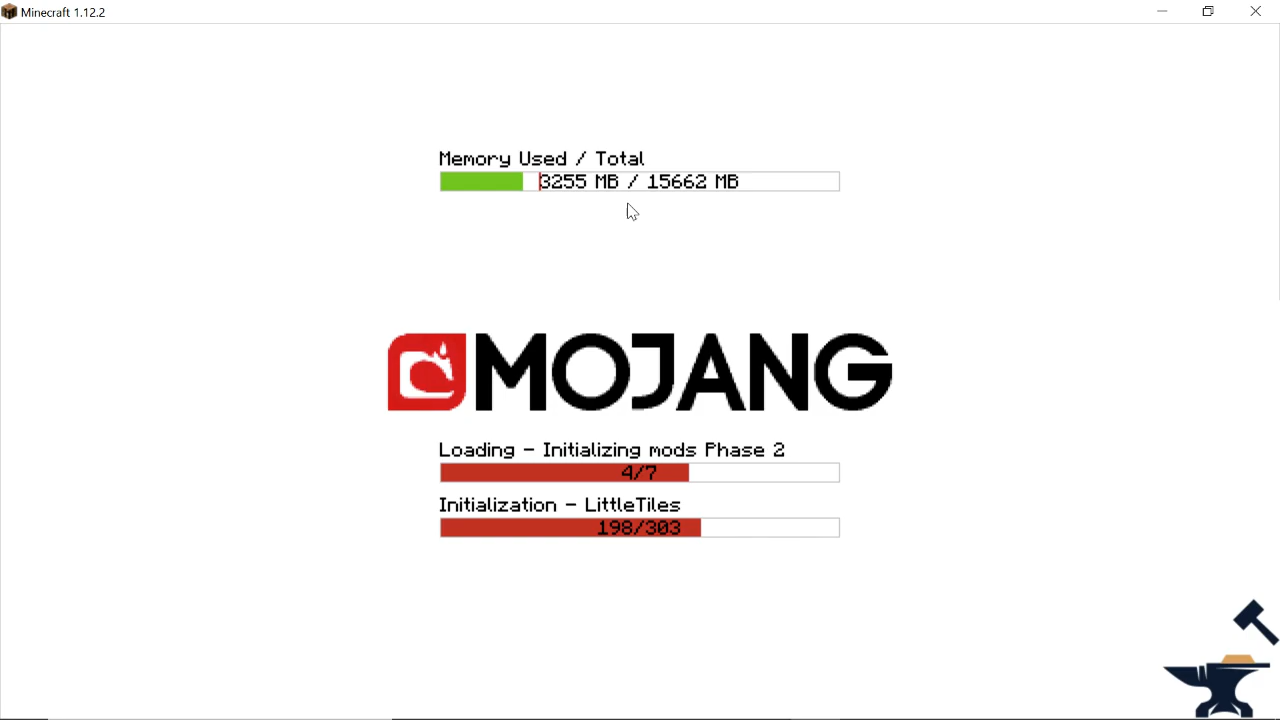 Minecraft 1.12.2
Memory Used / Total
3255 MB / 15662 MB
MOJANG
Loading - Initializing mods Phase 2
4/7
Initialization - LittleTiles
198/303